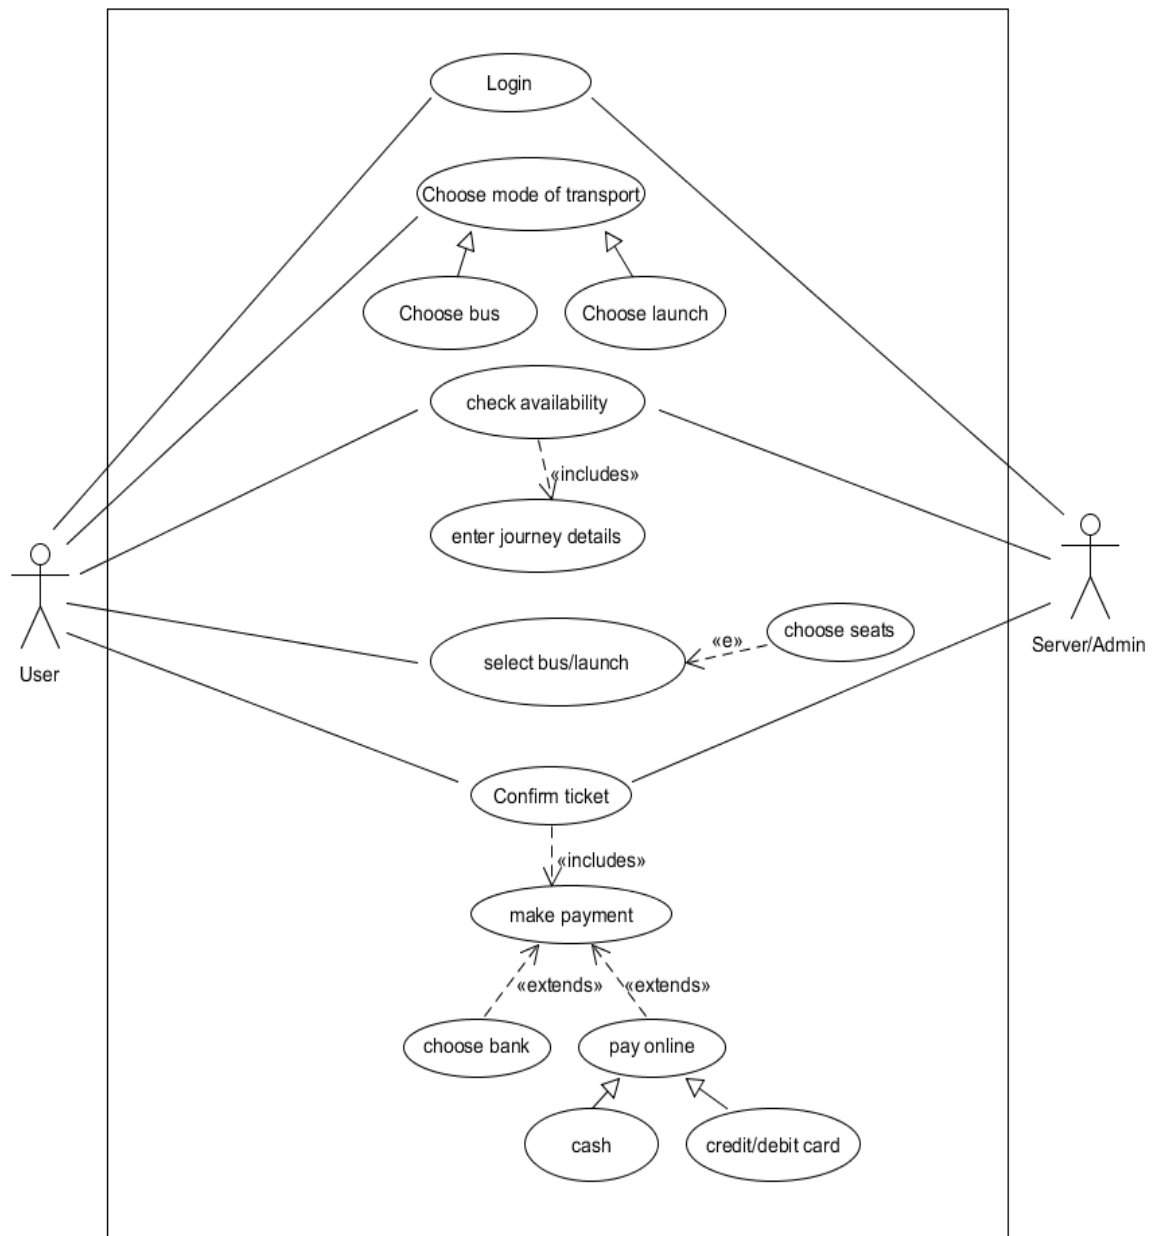 Login
Choose mode of transport
Choose bus
Choose launch
check availability
«includes»
enter journey details
«e»
choose seats
select bus/launch
User
Server/Admin
Confirm ticket
«includes»
make payment
«extends»
«extends»
choose bank
pay online
cash
credit/debit card